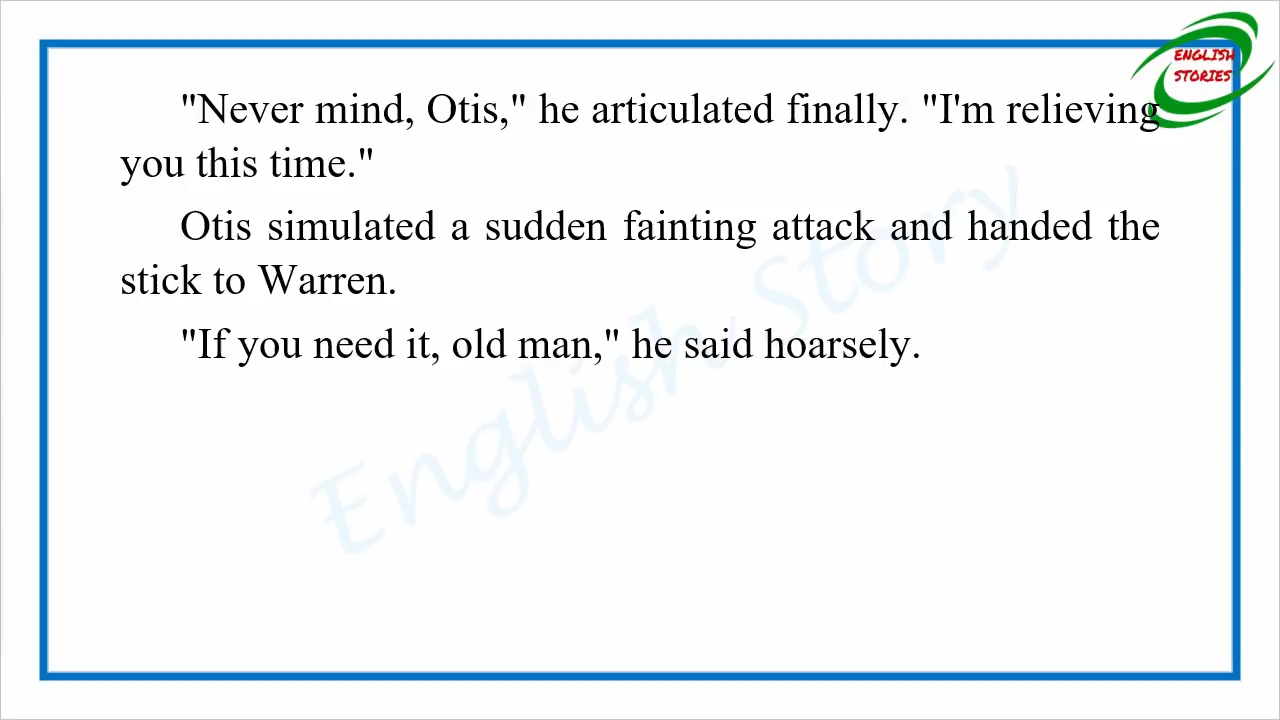 ENGLISH
STORIES
"Never mind, Otis," he articulated finally. "I'm relieving
you this time."
Otis simulated a sudden fainting attack and handed the
stick to Warren.
"If you need it, old man," he said hoarsely.
English Story